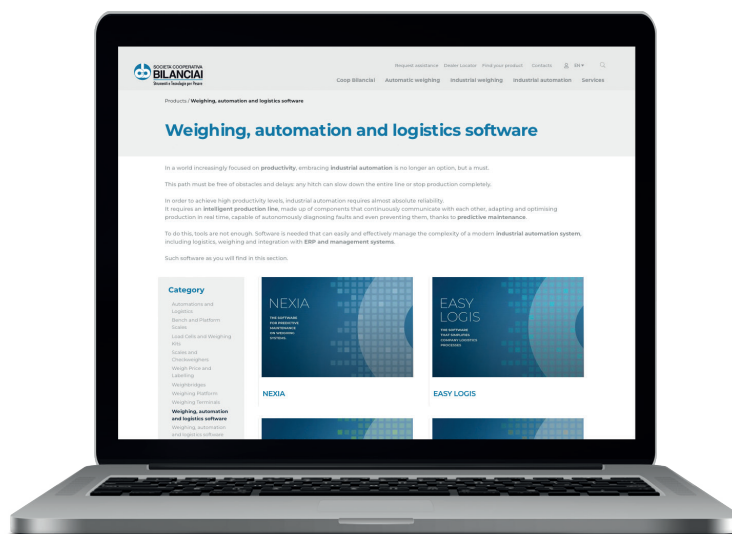 SOCIETÀ COOPERATIVA
BILANCIAI
Strumenti e Tecnologie per Pesare
Request assistance Dealer Locator Find your product Contacts EN
Coop Bilanciai Automatic weighing Industrial weighing Industrial automation Services
Products / Weighing, automation and logistics software
Weighing, automation and logistics software
In a world increasingly focused on productivity, embracing industrial automation is no longer an option, but a must.
This path must be free of obstacles and delays: any hitch can slow down the entire line or stop production completely.
In order to achieve high productivity levels, industrial automation requires almost absolute reliability.
It requires an intelligent production line, made up of components that continuously communicate with each other, adapting and optimising
production in real time, capable of autonomously diagnosing faults and even preventing them, thanks to predictive maintenance.
To do this, tools are not enough. Software is needed that can easily and effectively manage the complexity of a modern industrial automation system,
including logistics, weighing and integration with ERP and management systems.
Such software as you will find in this section.
Category
Automations and
Logistics
Bench and Platform
Scales
Load Cells and Weighing
Kits
Scales and
Checkweighers
Weigh Price and
Labelling
Weighbridges
Weighing Platform
Weighing Terminals
Weighing, automation
and logistics software
Weighing, automation
and logistics software
NEXIA
THE SOFTWARE
FOR PREDICTIVE
MAINTENANCE
ON WEIGHING
SYSTEMS
NEXIA
EASY
LOGIS
THE SOFTWARE
THAT SIMPLIFIES
COMPANY LOGISTICS
PROCESSES
EASY LOGIS